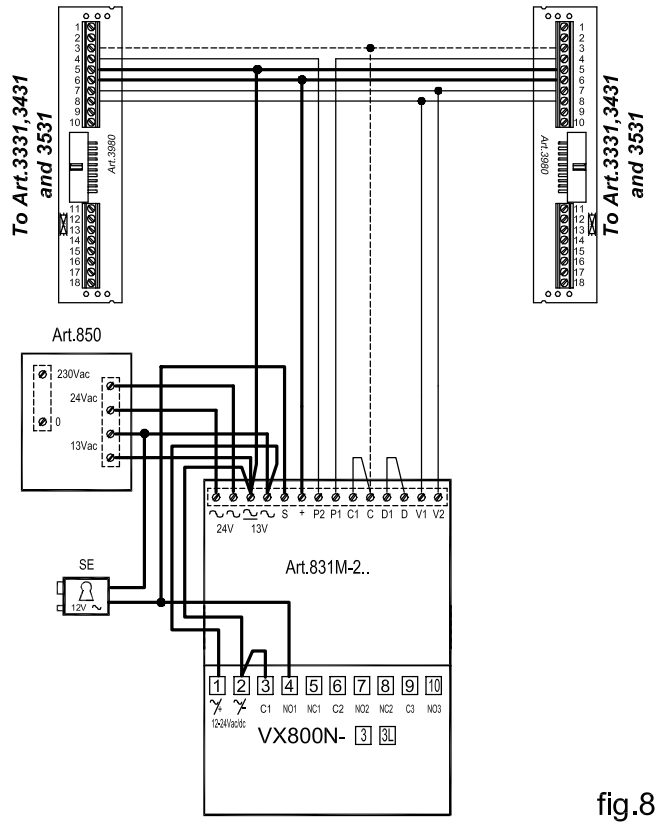 To Art.3331,3431
and 3531
1
2
3
4
5
6
7
8
9
10
Art.3980
11
12
13
14
15
16
17
18
1
2
3
4
5
6
7
8
9
10
Art.3980
11
12
13
14
15
16
17
18
To Art.3331,3431
and 3531
Art.850
230Vac
24Vac
0
13Vac
24V 13V S + P2 P1 C1 C D1 D V1 V2
Art.831M-2..
SE
12V ~
1 2 3 4 5 6 7 8 9 10
~/+ ~/- C1 NO1 NC1 C2 NO2 NC2 C3 NO3
12-24Vac/dc
VX800N- 3 3L
fig.8